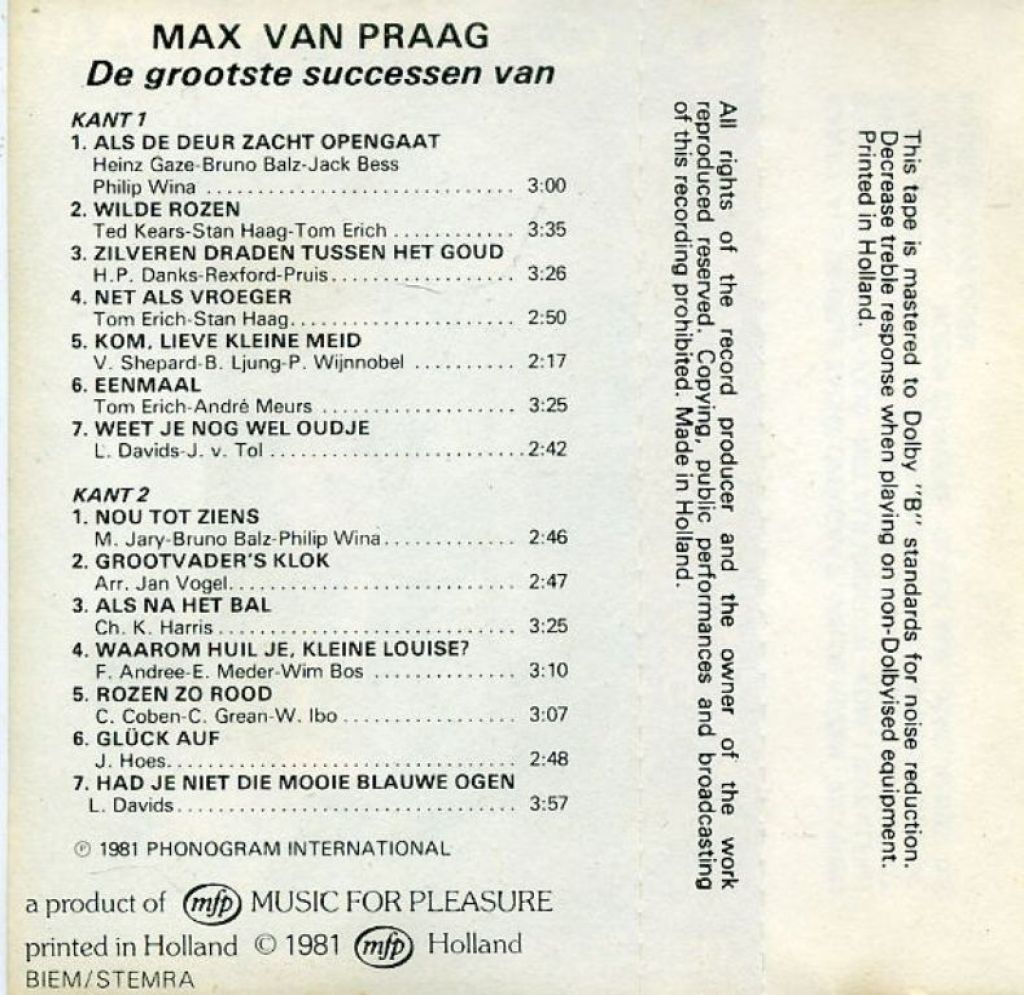 MAX VAN PRAAG
De grootste successen van
KANT 1
1. ALS DE DEUR ZACHT OPENGAAT
Heinz Gaze-Bruno Balz-Jack Bess
Philip Wina .............................. 3:00
2. WILDE ROZEN
Ted Kears-Stan Haag-Tom Erich ............ 3:35
3. ZILVEREN DRADEN TUSSEN HET GOUD
H.P. Danks-Rexford-Pruis.................. 3:26
4. NET ALS VROEGER
Tom Erich-Stan Haag...................... 2:50
5. KOM, LIEVE KLEINE MEID
V. Shepard-B. Ljung-P. Wijnnobel .......... 2:17
6. EENMAAL
Tom Erich-André Meurs ................... 3:25
7. WEET JE NOG WEL OUDJE
L. Davids-J. v. Tol ........................ 2:42
KANT 2
1. NOU TOT ZIENS
M. Jary-Bruno Balz-Philip Wina............. 2:46
2. GROOTVADER'S KLOK
Arr. Jan Vogel............................ 2:47
3. ALS NA HET BAL
Ch. K. Harris............................. 3:25
4. WAAROM HUIL JE, KLEINE LOUISE?
F. Andree-E. Meder-Wim Bos .............. 3:10
5. ROZEN ZO ROOD
C. Coben-C. Grean-W. Ibo................. 3:07
6. GLÜCK AUF
J. Hoes.................................. 2:48
7. HAD JE NIET DIE MOOIE BLAUWE OGEN
L. Davids................................. 3:57
℗ 1981 PHONOGRAM INTERNATIONAL
a product of mfp MUSIC FOR PLEASURE
printed in Holland © 1981 mfp Holland
BIEM/STEMRA
All rights of the record producer and the owner of the work
reproduced reserved. Copying, public performances and broadcasting
of this recording prohibited. Made in Holland.
This tape is mastered to Dolby "B" standards for noise reduction.
Decrease treble response when playing on non-Dolbyised equipment.
Printed in Holland.